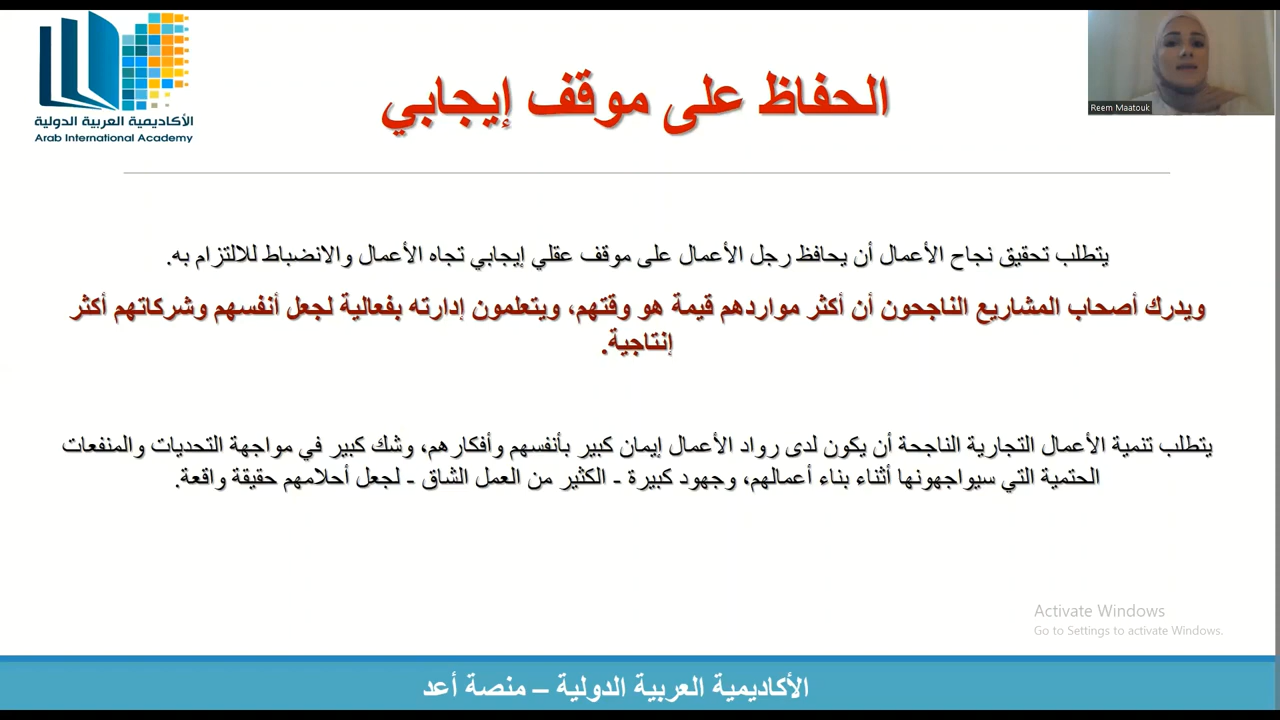 الأكاديمية العربية الدولية
Arab International Academy
Reem Maatouk
الحفاظ على موقف إيجابي
يتطلب تحقيق نجاح الأعمال أن يحافظ رجل الأعمال على موقف عقلي إيجابي تجاه الأعمال والانضباط للالتزام به.
ويدرك أصحاب المشاريع الناجحون أن أكثر مواردهم قيمة هو وقتهم، ويتعلمون إدارته بفعالية لجعل أنفسهم وشركاتهم أكثر
إنتاجية.
يتطلب تنمية الأعمال التجارية الناجحة أن يكون لدى رواد الأعمال إيمان كبير بأنفسهم وأفكارهم، وشك كبير في مواجهة التحديات والمنفعات
الحتمية التي سيواجهونها أثناء بناء أعمالهم، وجهود كبيرة - الكثير من العمل الشاق - لجعل أحلامهم حقيقة واقعة.
Activate Windows
Go to Settings to activate Windows.
الأكاديمية العربية الدولية – منصة أعد